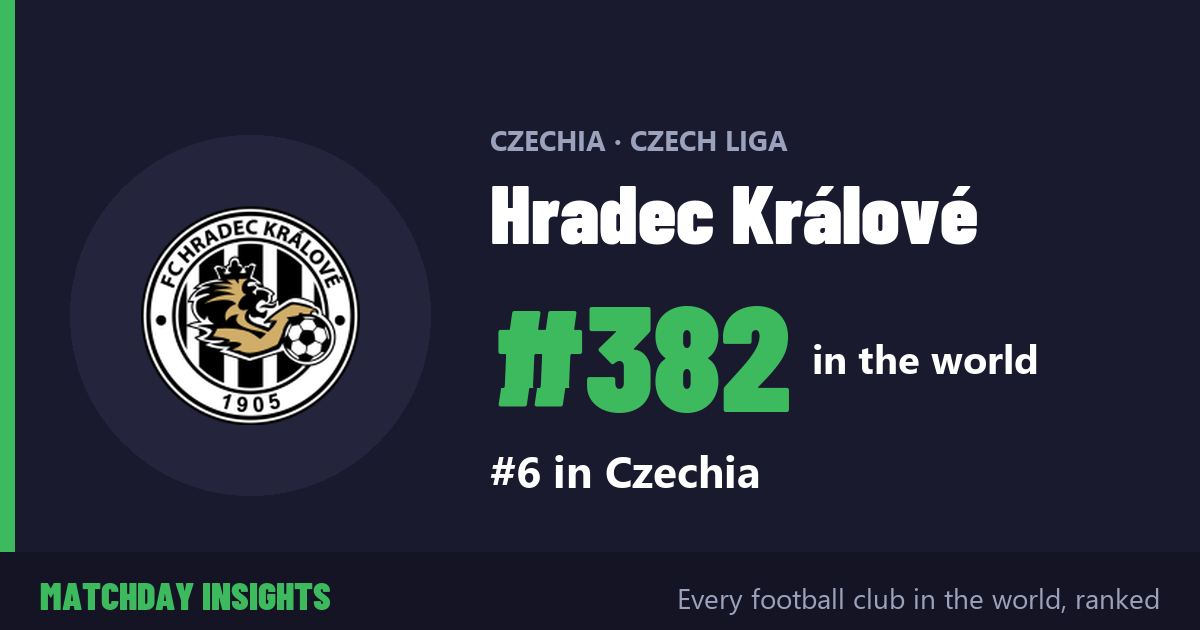 CZECHIA · CZECH LIGA
Hradec Králové
FC HRADEC KRÁLOVÉ
1905
#382 in the world
#6 in Czechia
MATCHDAY INSIGHTS
Every football club in the world, ranked